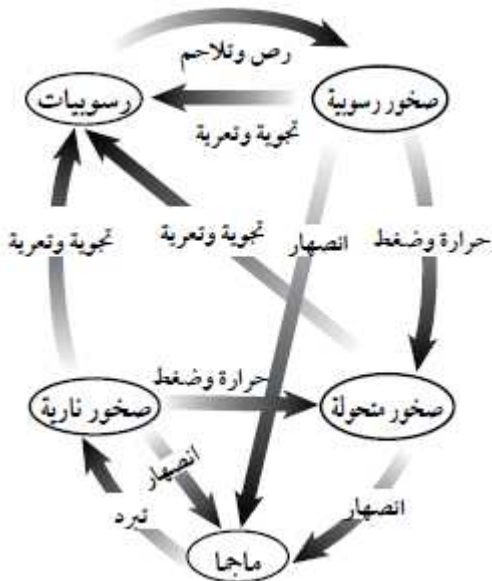 رص وتلاحم
صخور رسوبية
رسوبيات
تجوية وتعرية
حرارة وضغط
انصهار
تجوية وتعرية
تجوية وتعرية
حرارة وضغط
صخور متحولة
صخور نارية
انصهار
انصهار
تبرد
ماجما